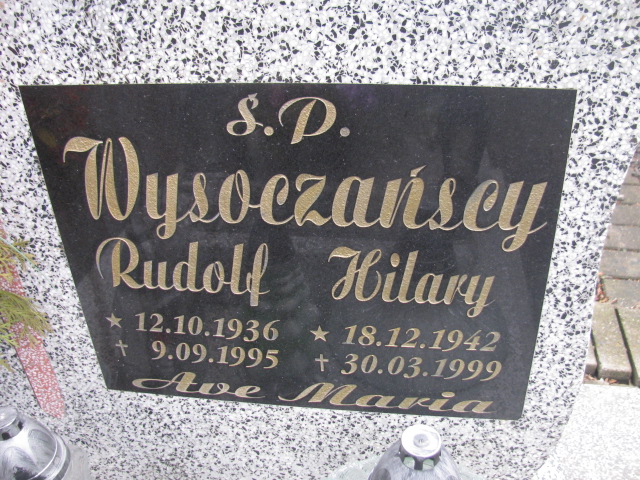 Ś.P.
Wysoczańscy
Rudolf Hilary
★ 12.10.1936 ★ 18.12.1942
✝ 9.09.1995 ✝ 30.03.1999
Ave Maria